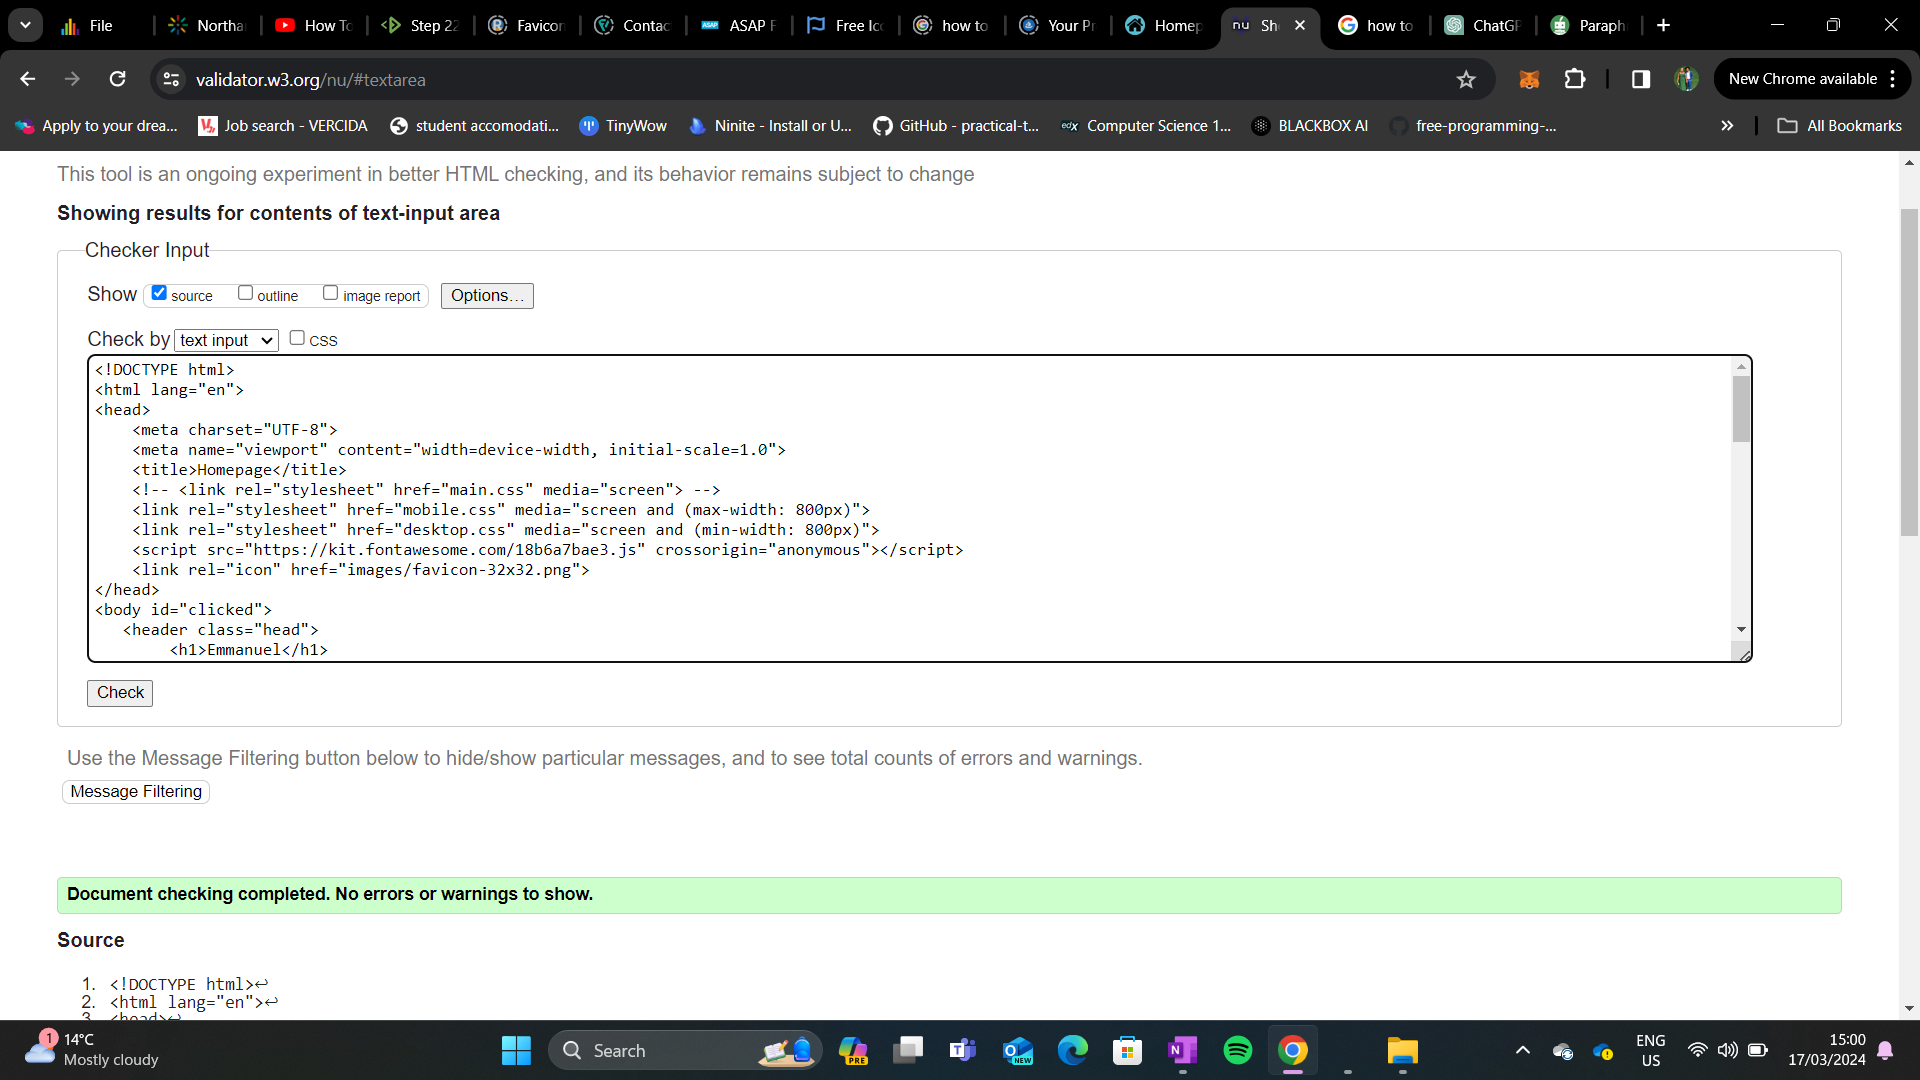 File
Northa
How To
Step 22
Favicon
Contac
ASAP F
Free Ico
how to
Your Pr
Homep
Sho
how to
ChatGP
Paraph
validator.w3.org/nu/#textarea
New Chrome available
Apply to your drea...
Job search - VERCIDA
student accomodati...
TinyWow
Ninite - Install or U...
GitHub - practical-t...
edx
Computer Science 1...
BLACKBOX AI
free-programming-...
All Bookmarks
This tool is an ongoing experiment in better HTML checking, and its behavior remains subject to change
Showing results for contents of text-input area
Checker Input
Show source outline image report Options...
Check by text input CSS
<!DOCTYPE html>
<html lang="en">
<head>
<meta charset="UTF-8">
<meta name="viewport" content="width=device-width, initial-scale=1.0">
<title>Homepage</title>
<!-- <link rel="stylesheet" href="main.css" media="screen"> -->
<link rel="stylesheet" href="mobile.css" media="screen and (max-width: 800px)">
<link rel="stylesheet" href="desktop.css" media="screen and (min-width: 800px)">
<script src="https://kit.fontawesome.com/18b6a7bae3.js" crossorigin="anonymous"></script>
<link rel="icon" href="images/favicon-32x32.png">
</head>
<body id="clicked">
<header class="head">
<h1>Emmanuel</h1>
Check
Use the Message Filtering button below to hide/show particular messages, and to see total counts of errors and warnings.
Message Filtering
Document checking completed. No errors or warnings to show.
Source
1. <!DOCTYPE html>↩
2. <html lang="en">↩
3. <head>↩
1
14°C
Mostly cloudy
Search
PRE
NEW
ENG
US
15:00
17/03/2024